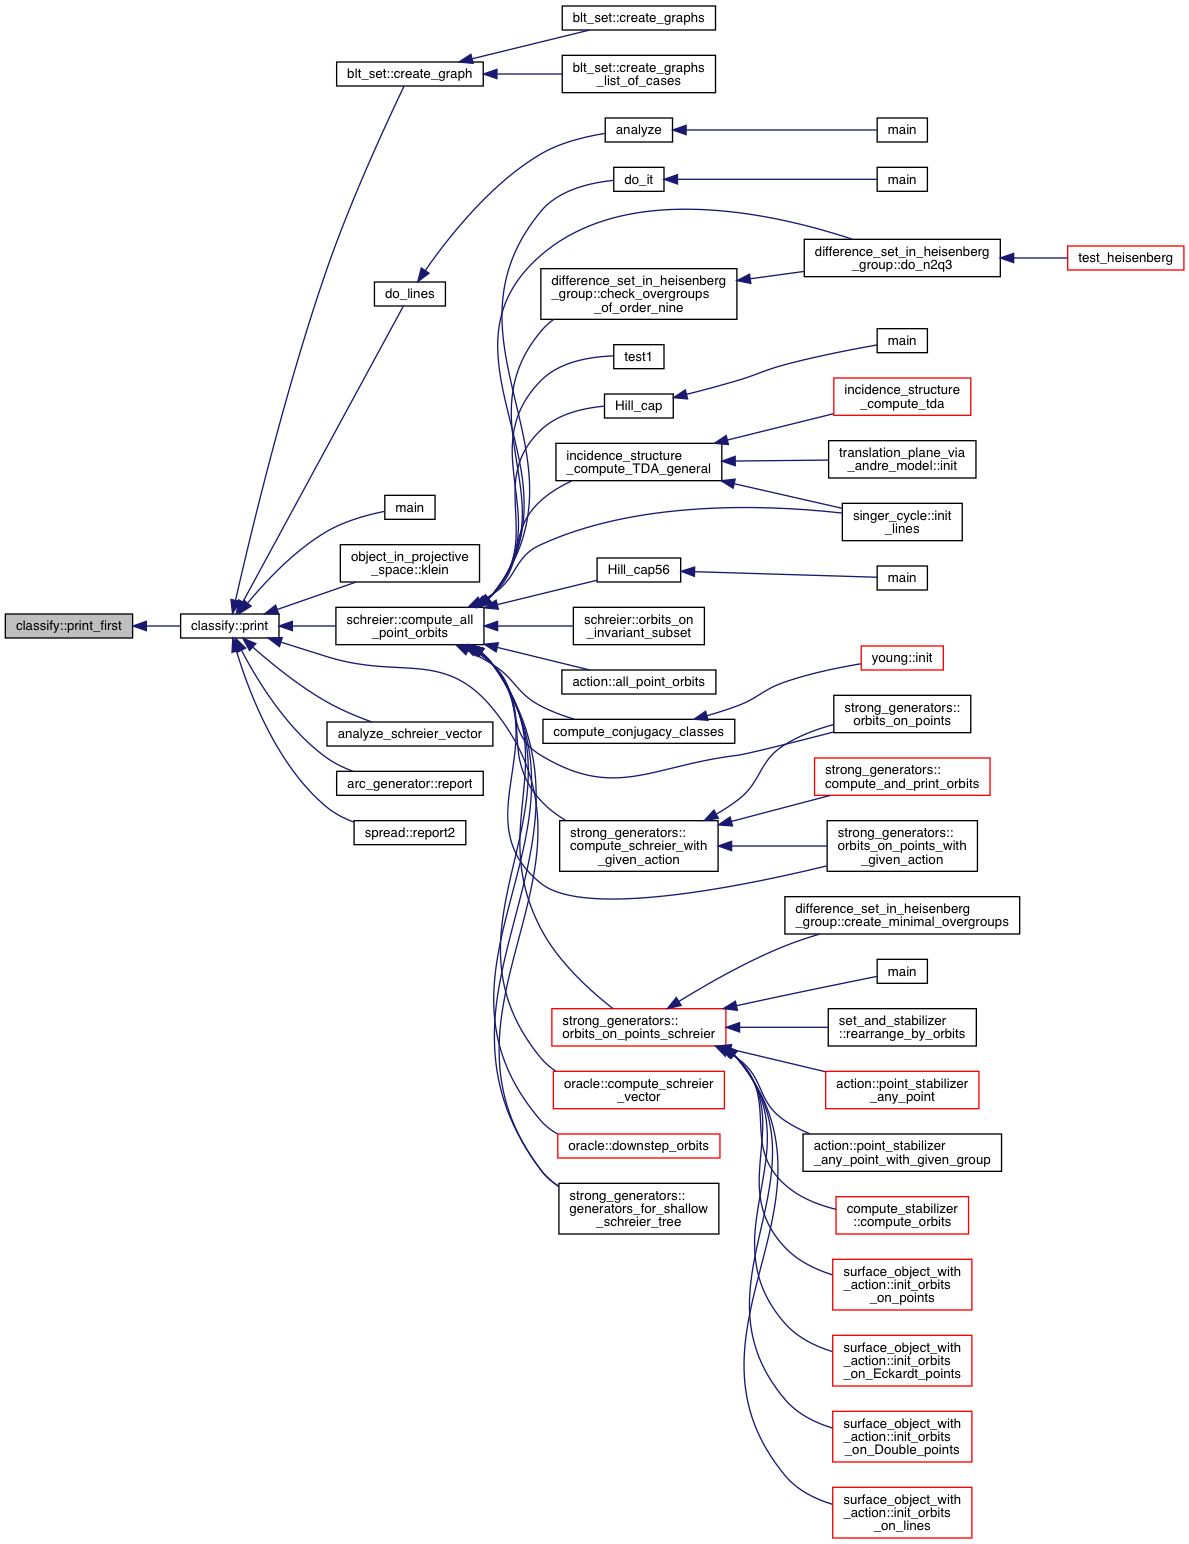 blt_set::create_graphs
blt_set::create_graph
blt_set::create_graphs
_list_of_cases
analyze
main
do_it
main
difference_set_in_heisenberg
_group::do_n2q3
test_heisenberg
difference_set_in_heisenberg
_group::check_overgroups
_of_order_nine
do_lines
test1
main
Hill_cap
incidence_structure
_compute_tda
incidence_structure
_compute_TDA_general
translation_plane_via
_andre_model::init
singer_cycle::init
_lines
main
object_in_projective
_space::klein
Hill_cap56
main
classify::print_first
classify::print
schreier::compute_all
_point_orbits
schreier::orbits_on
_invariant_subset
action::all_point_orbits
young::init
compute_conjugacy_classes
strong_generators::
orbits_on_points
analyze_schreier_vector
arc_generator::report
spread::report2
strong_generators::
compute_and_print_orbits
strong_generators::
compute_schreier_with
_given_action
strong_generators::
orbits_on_points_with
_given_action
difference_set_in_heisenberg
_group::create_minimal_overgroups
main
strong_generators::
orbits_on_points_schreier
set_and_stabilizer
::rearrange_by_orbits
oracle::compute_schreier
_vector
action::point_stabilizer
_any_point
oracle::downstep_orbits
action::point_stabilizer
_any_point_with_given_group
strong_generators::
generators_for_shallow
_schreier_tree
compute_stabilizer
::compute_orbits
surface_object_with
_action::init_orbits
_on_points
surface_object_with
_action::init_orbits
_on_Eckardt_points
surface_object_with
_action::init_orbits
_on_Double_points
surface_object_with
_action::init_orbits
_on_lines